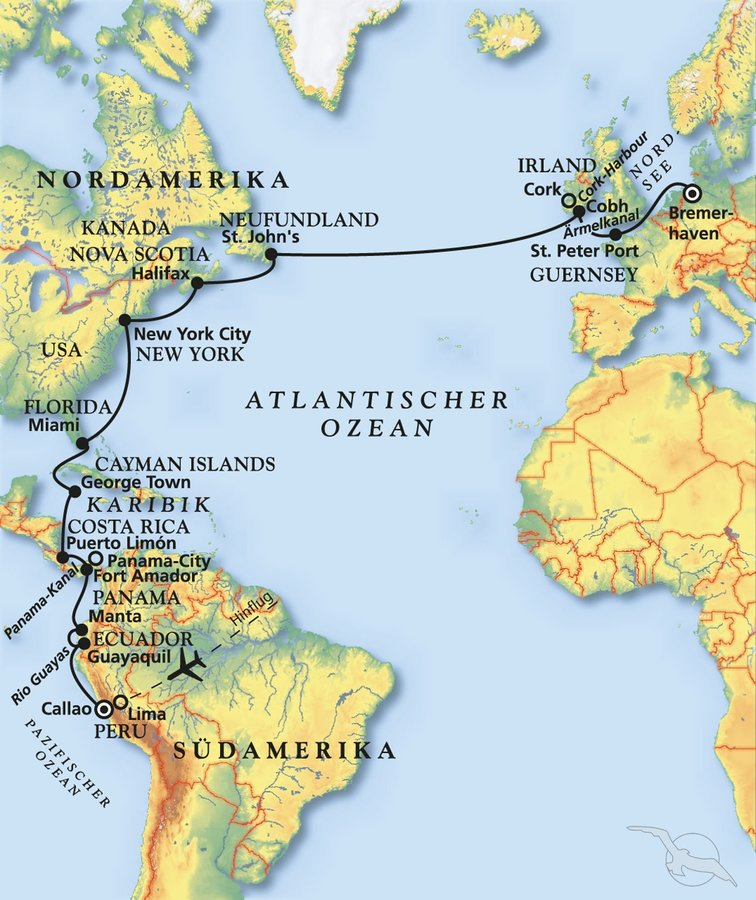 NORDAMERIKA
KANADA
NEUFUNDLAND
St. John's
NOVA SCOTIA
Halifax
New York City
NEW YORK
USA
FLORIDA
Miami
CAYMAN ISLANDS
George Town
KARIBIK
COSTA RICA
Puerto Limón
Panama-City
Fort Amador
Panama-Kanal
PANAMA
Manta
ECUADOR
Guayaquil
Rio Guayas
Hinflug
Callao
Lima
PERU
PAZIFISCHER
OZEAN
SÜDAMERIKA
ATLANTISCHER
OZEAN
IRLAND
Cork
Cork-Harbour
Cobh
Ärmelkanal
St. Peter Port
GUERNSEY
NORD-
SEE
Bremer-
haven